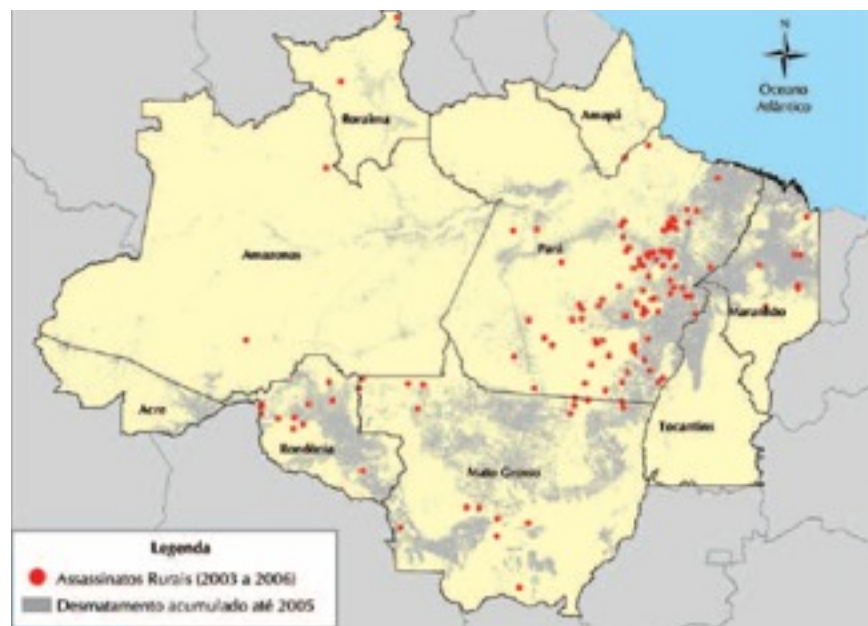 N
Oceano
Atlântico
Roraima
Amapá
Amazonas
Pará
Maranhão
Acre
Rondônia
Tocantins
Mato Grosso
Legenda
Assassinatos Rurais (2003 a 2006)
Desmatamento acumulado até 2005